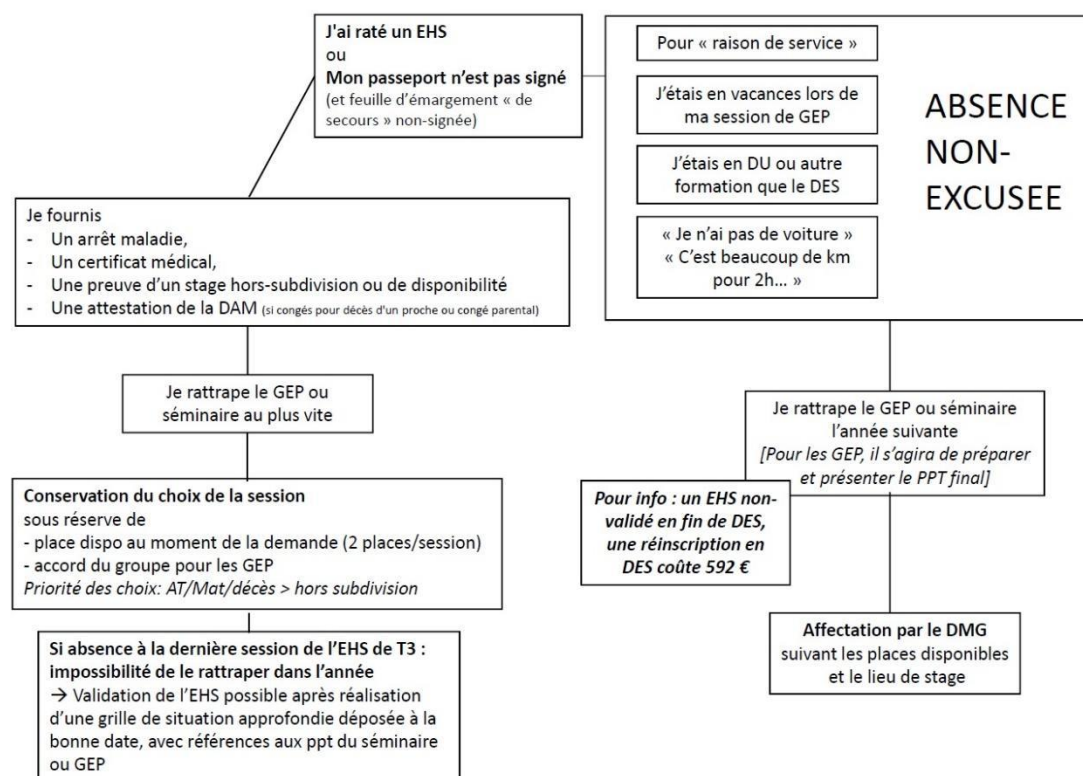 J'ai raté un EHS
ou
Mon passeport n'est pas signé
(et feuille d'émargement « de
secours » non-signée)
Pour « raison de service »
J'étais en vacances lors de
ma session de GEP
J'étais en DU ou autre
formation que le DES
« Je n'ai pas de voiture »
« C'est beaucoup de km
pour 2h... »
ABSENCE
NON-
EXCUSEE
Je fournis
- Un arrêt maladie,
- Un certificat médical,
- Une preuve d'un stage hors-subdivision ou de disponibilité
- Une attestation de la DAM (si congés pour décès d'un proche ou congé parental)
Je rattrape le GEP ou
séminaire au plus vite
Je rattrape le GEP ou séminaire
l'année suivante
[Pour les GEP, il s'agira de préparer
et présenter le PPT final]
Pour info : un EHS non-
validé en fin de DES,
une réinscription en
DES coûte 592 €
Conservation du choix de la session
sous réserve de
- place dispo au moment de la demande (2 places/session)
- accord du groupe pour les GEP
Priorité des choix: AT/Mat/décès > hors subdivision
Affectation par le DMG
suivant les places disponibles
et le lieu de stage
Si absence à la dernière session de l'EHS de T3 :
impossibilité de le rattraper dans l'année
→ Validation de l'EHS possible après réalisation
d'une grille de situation approfondie déposée à la
bonne date, avec références aux ppt du séminaire
ou GEP